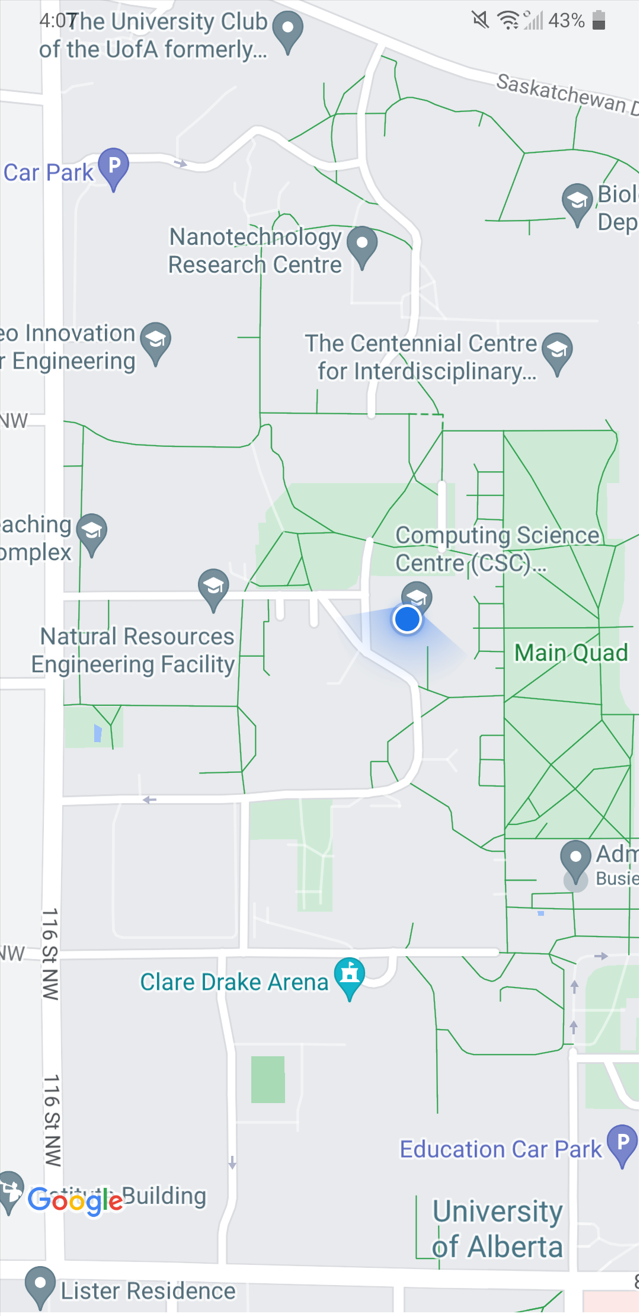 4:07
43%
The University Club
of the UofA formerly...
Saskatchewan D
Car Park
P
Biol
Dep
Nanotechnology
Research Centre
eo Innovation
r Engineering
The Centennial Centre
for Interdisciplinary...
NW
eaching
omplex
Computing Science
Centre (CSC)...
Natural Resources
Engineering Facility
Main Quad
Adm
Busie
116 St NW
NW
Clare Drake Arena
116 St NW
Education Car Park
P
Building
Google
University
of Alberta
Lister Residence
8